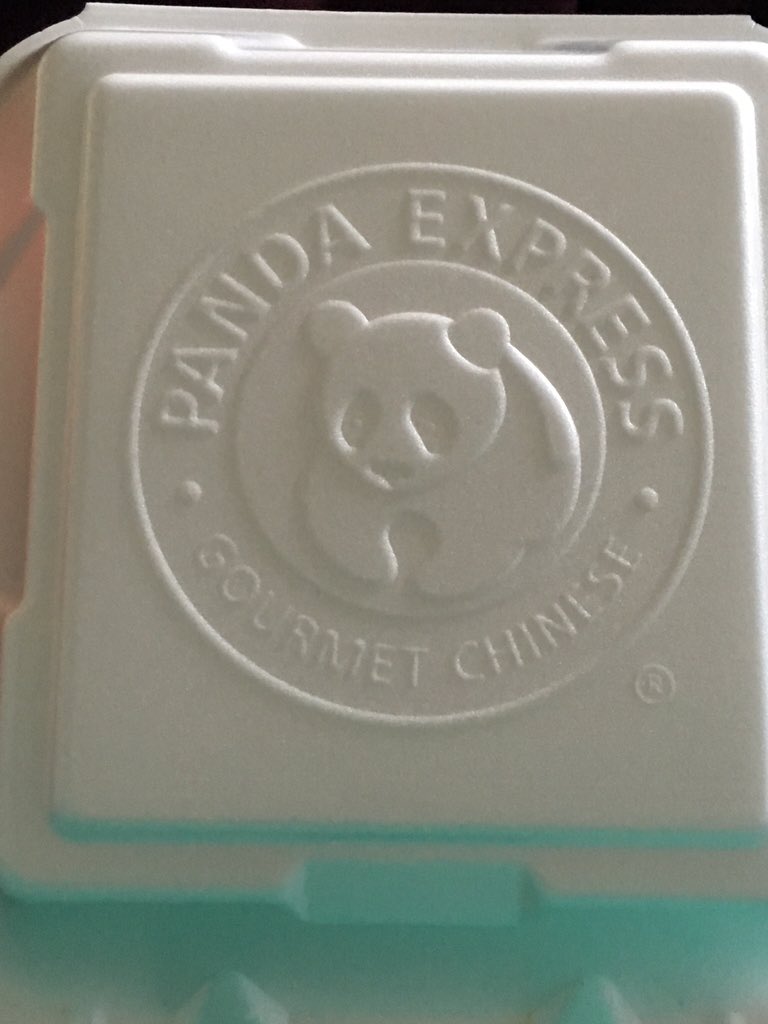 PANDA EXPRESS
• GOURMET CHINESE •
®